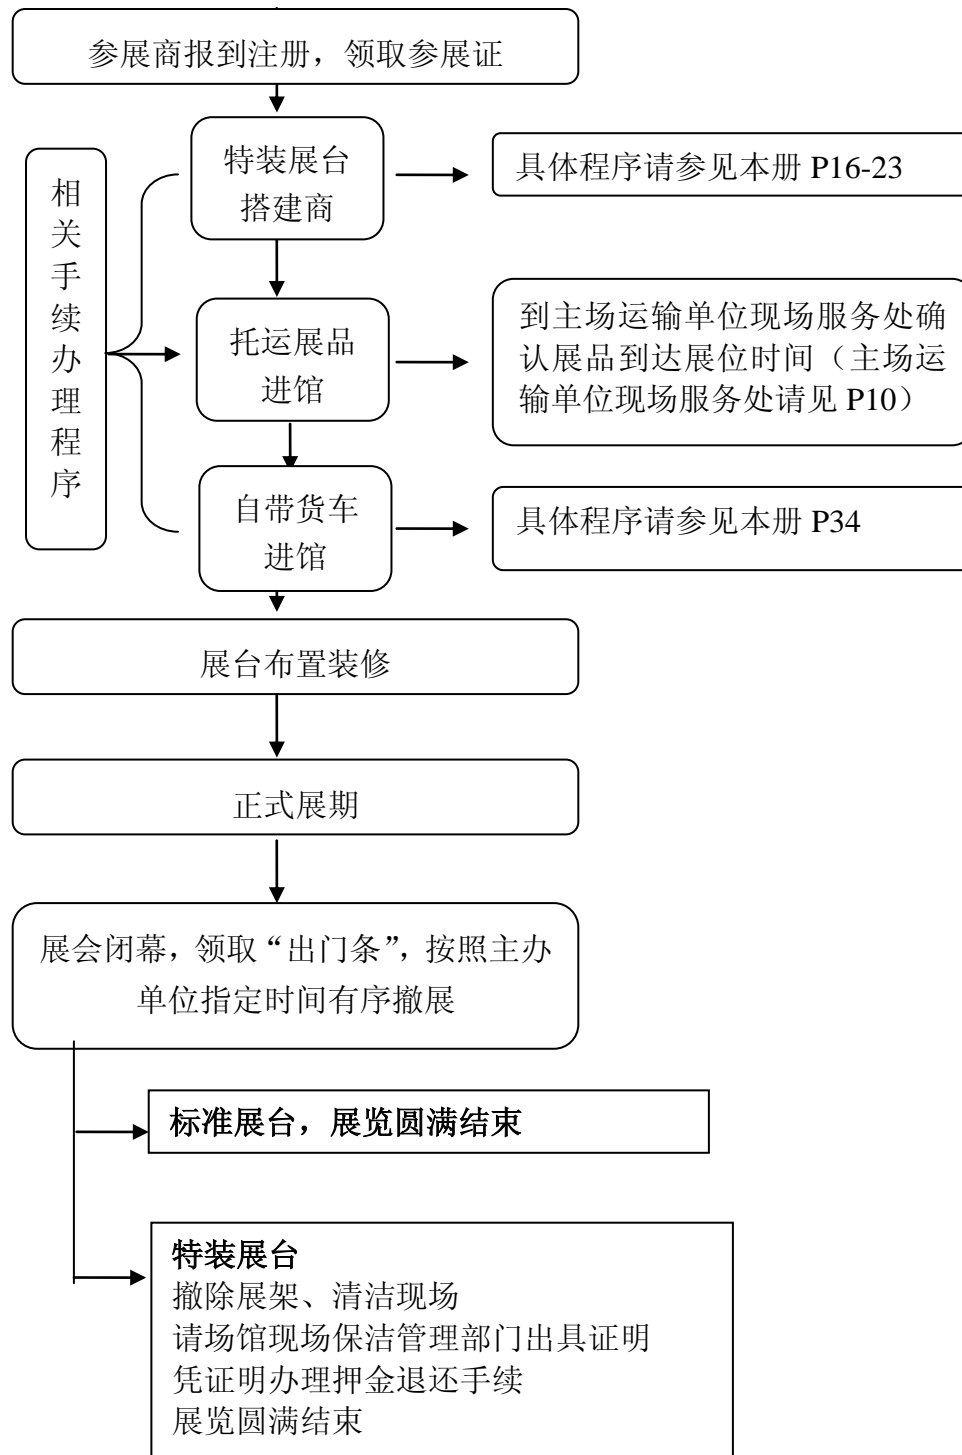 参展商报到注册，领取参展证
特装展台
搭建商
具体程序请参见本册 P16-23
相关手续办理程序
托运展品
进馆
到主场运输单位现场服务处确
认展品到达展位时间（主场运
输单位现场服务处请见 P10）
自带货车
进馆
具体程序请参见本册 P34
展台布置装修
正式展期
展会闭幕，领取“出门条”，按照主办
单位指定时间有序撤展
标准展台，展览圆满结束
特装展台
撤除展架、清洁现场
请场馆现场保洁管理部门出具证明
凭证明办理押金退还手续
展览圆满结束